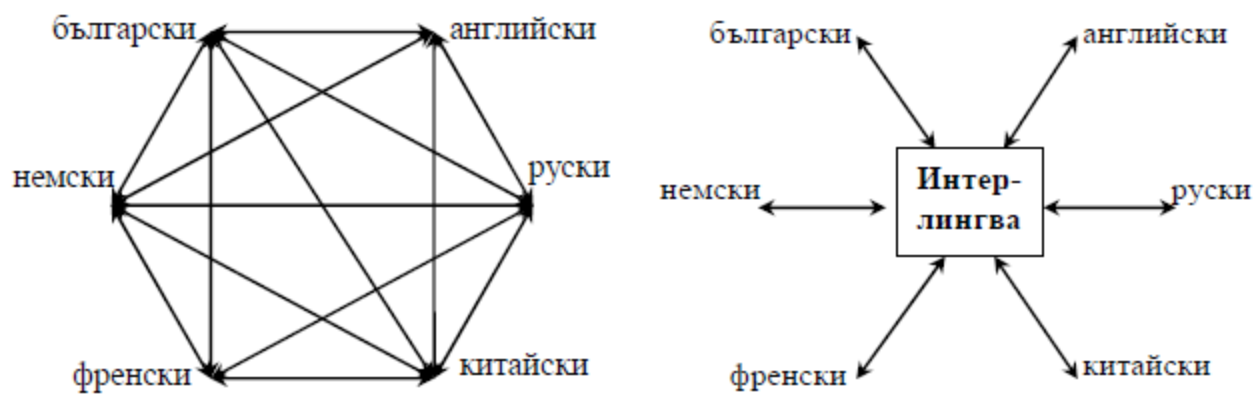 български
английски
немски
руски
френски
китайски
български
английски
немски
Интер-
лингва
руски
френски
китайски